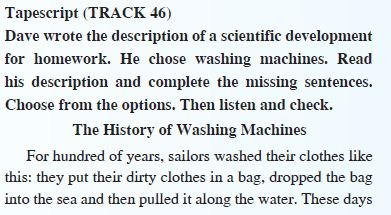 Tapescript (TRACK 46)
Dave wrote the description of a scientific development
for homework. He chose washing machines. Read
his description and complete the missing sentences.
Choose from the options. Then listen and check.
The History of Washing Machines
For hundred of years, sailors washed their clothes like
this: they put their dirty clothes in a bag, dropped the bag
into the sea and then pulled it along the water. These days